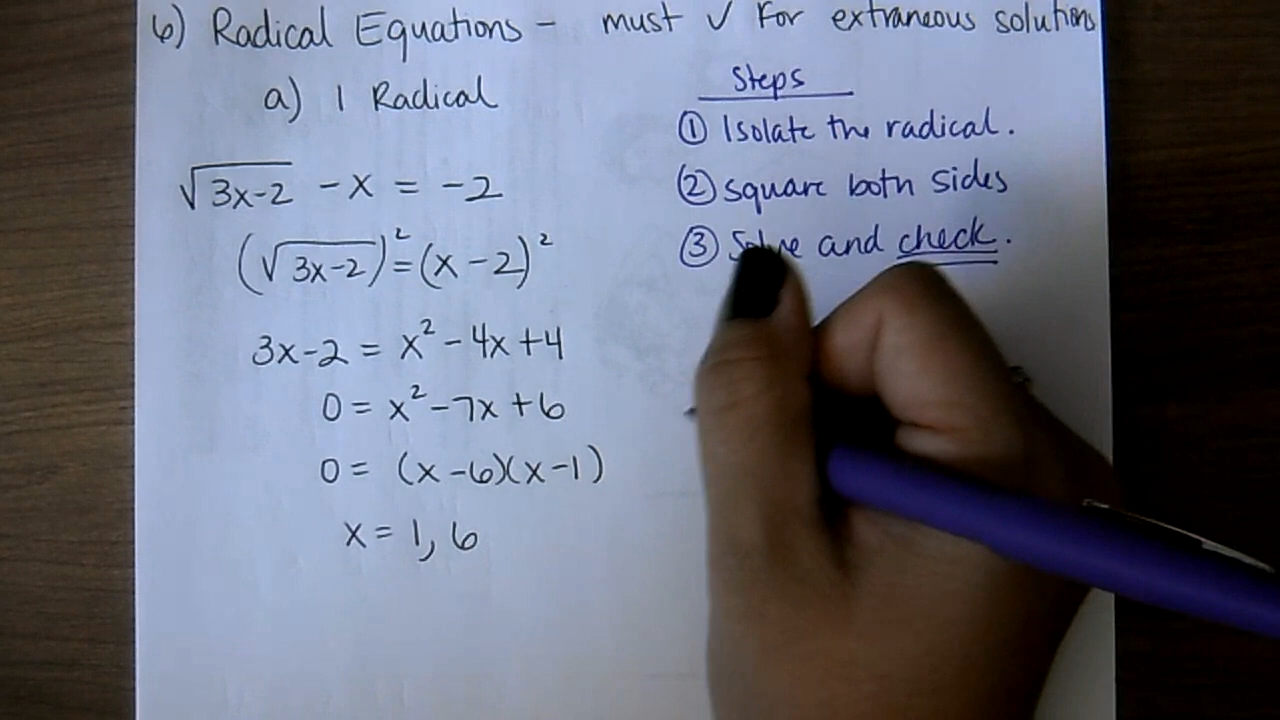 6) Radical Equations - must ✓ for extraneous solutions
a) 1 Radical
√3x-2 - x = -2
(√3x-2)² = (x-2)²
3x-2 = x² - 4x + 4
0 = x² - 7x + 6
0 = (x-6)(x-1)
x = 1, 6
Steps
① Isolate the radical.
② square both sides
③ Solve and check.